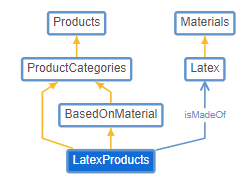 Products
Materials
ProductCategories
Latex
BasedOnMaterial
isMadeOf
LatexProducts